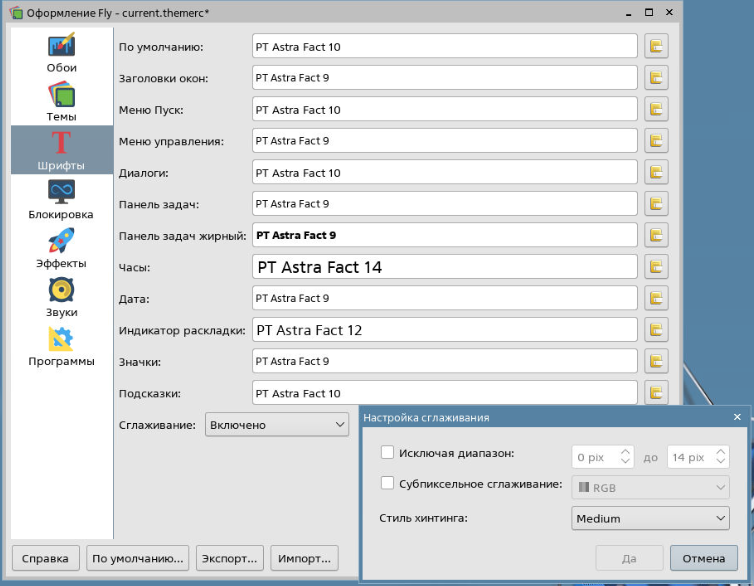 Оформление Fly – current.themerc*
Обои
Темы
Шрифты
Блокировка
Эффекты
Звуки
Программы
По умолчанию: PT Astra Fact 10
Заголовки окон: PT Astra Fact 9
Меню Пуск: PT Astra Fact 10
Меню управления: PT Astra Fact 9
Диалоги: PT Astra Fact 10
Панель задач: PT Astra Fact 9
Панель задач жирный: PT Astra Fact 9
Часы: PT Astra Fact 14
Дата: PT Astra Fact 9
Индикатор раскладки: PT Astra Fact 12
Значки: PT Astra Fact 9
Подсказки: PT Astra Fact 10
Сглаживание: Включено
Настройка сглаживания
Исключая диапазон: 0 pix до 14 pix
Субпиксельное сглаживание: RGB
Стиль хинтинга: Medium
Да Отмена
Справка По умолчанию... Экспорт... Импорт...